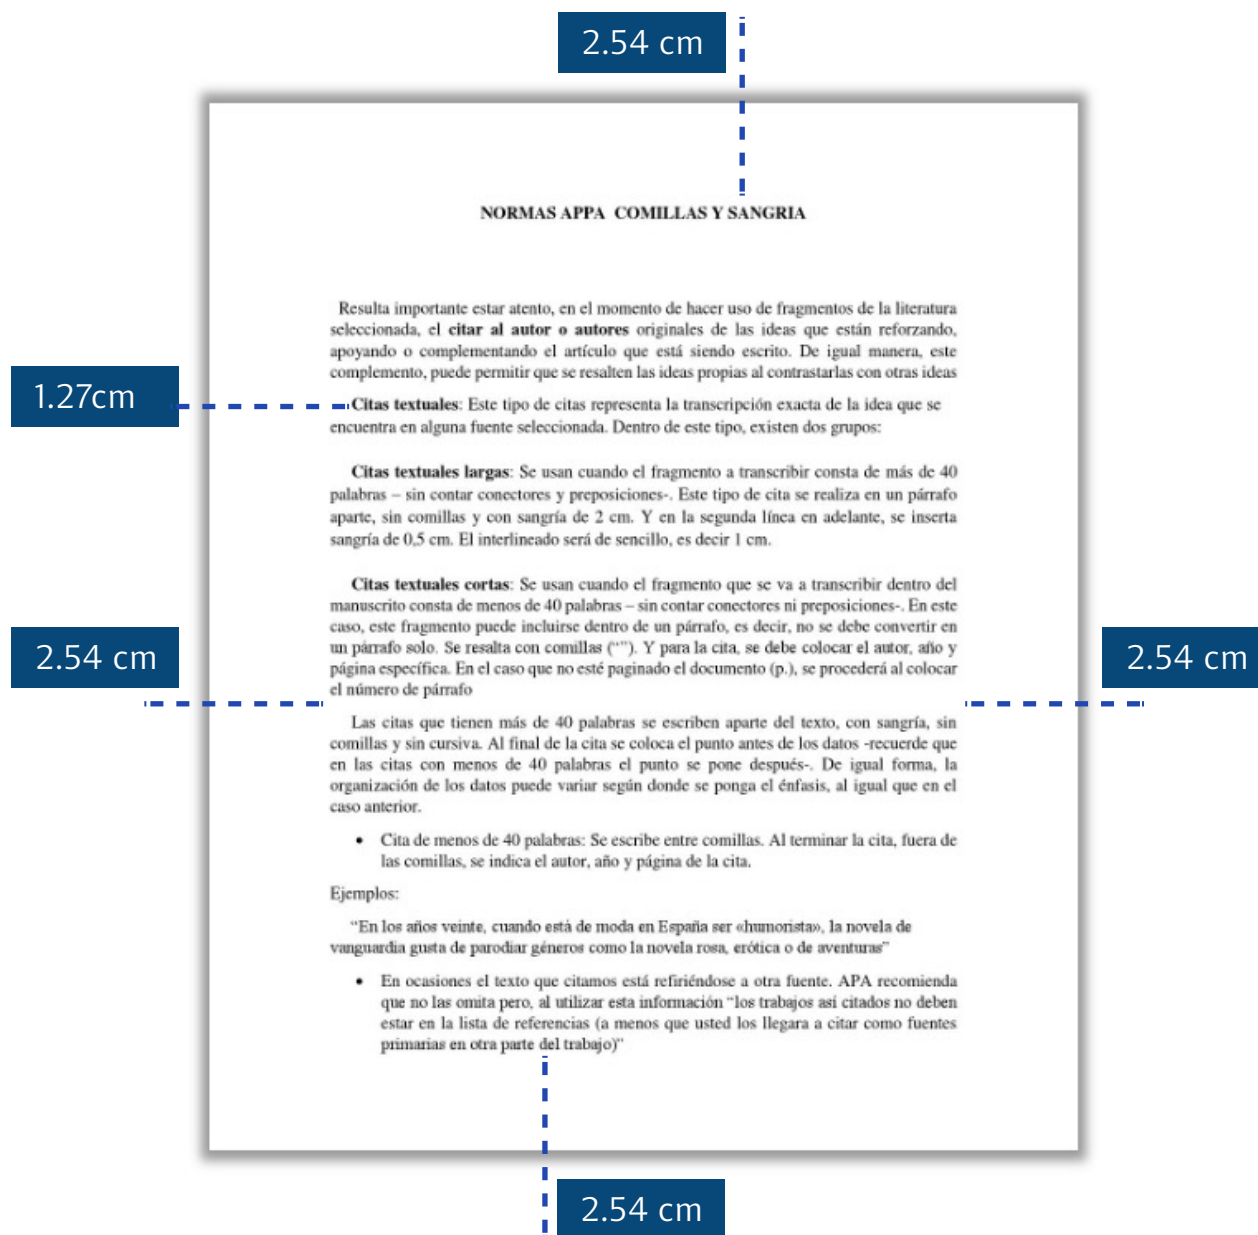 2.54 cm
NORMAS APPA  COMILLAS Y SANGRIA
Resulta importante estar atento, en el momento de hacer uso de fragmentos de la literatura
seleccionada, el citar al autor o autores originales de las ideas que están reforzando,
apoyando o complementando el artículo que está siendo escrito. De igual manera, este
complemento, puede permitir que se resalten las ideas propias al contrastarlas con otras ideas
1.27cm
Citas textuales: Este tipo de citas representa la transcripción exacta de la idea que se
encuentra en alguna fuente seleccionada. Dentro de este tipo, existen dos grupos:
Citas textuales largas: Se usan cuando el fragmento a transcribir consta de más de 40
palabras – sin contar conectores y preposiciones-. Este tipo de cita se realiza en un párrafo
aparte, sin comillas y con sangría de 2 cm. Y en la segunda línea en adelante, se inserta
sangría de 0,5 cm. El interlineado será de sencillo, es decir 1 cm.
Citas textuales cortas: Se usan cuando el fragmento que se va a transcribir dentro del
manuscrito consta de menos de 40 palabras – sin contar conectores ni preposiciones-. En este
caso, este fragmento puede incluirse dentro de un párrafo, es decir, no se debe convertir en
un párrafo solo. Se resalta con comillas (“”). Y para la cita, se debe colocar el autor, año y
página específica. En el caso que no esté paginado el documento (p.), se procederá al colocar
el número de párrafo
2.54 cm
2.54 cm
Las citas que tienen más de 40 palabras se escriben aparte del texto, con sangría, sin
comillas y sin cursiva. Al final de la cita se coloca el punto antes de los datos -recuerde que
en las citas con menos de 40 palabras el punto se pone después-. De igual forma, la
organización de los datos puede variar según donde se ponga el énfasis, al igual que en el
caso anterior.
• Cita de menos de 40 palabras: Se escribe entre comillas. Al terminar la cita, fuera de
las comillas, se indica el autor, año y página de la cita.
Ejemplos:
“En los años veinte, cuando está de moda en España ser «humorista», la novela de
vanguardia gusta de parodiar géneros como la novela rosa, erótica o de aventuras”
• En ocasiones el texto que citamos está refiriéndose a otra fuente. APA recomienda
que no las omita pero, al utilizar esta información “los trabajos así citados no deben
estar en la lista de referencias (a menos que usted los llegara a citar como fuentes
primarias en otra parte del trabajo)”
2.54 cm